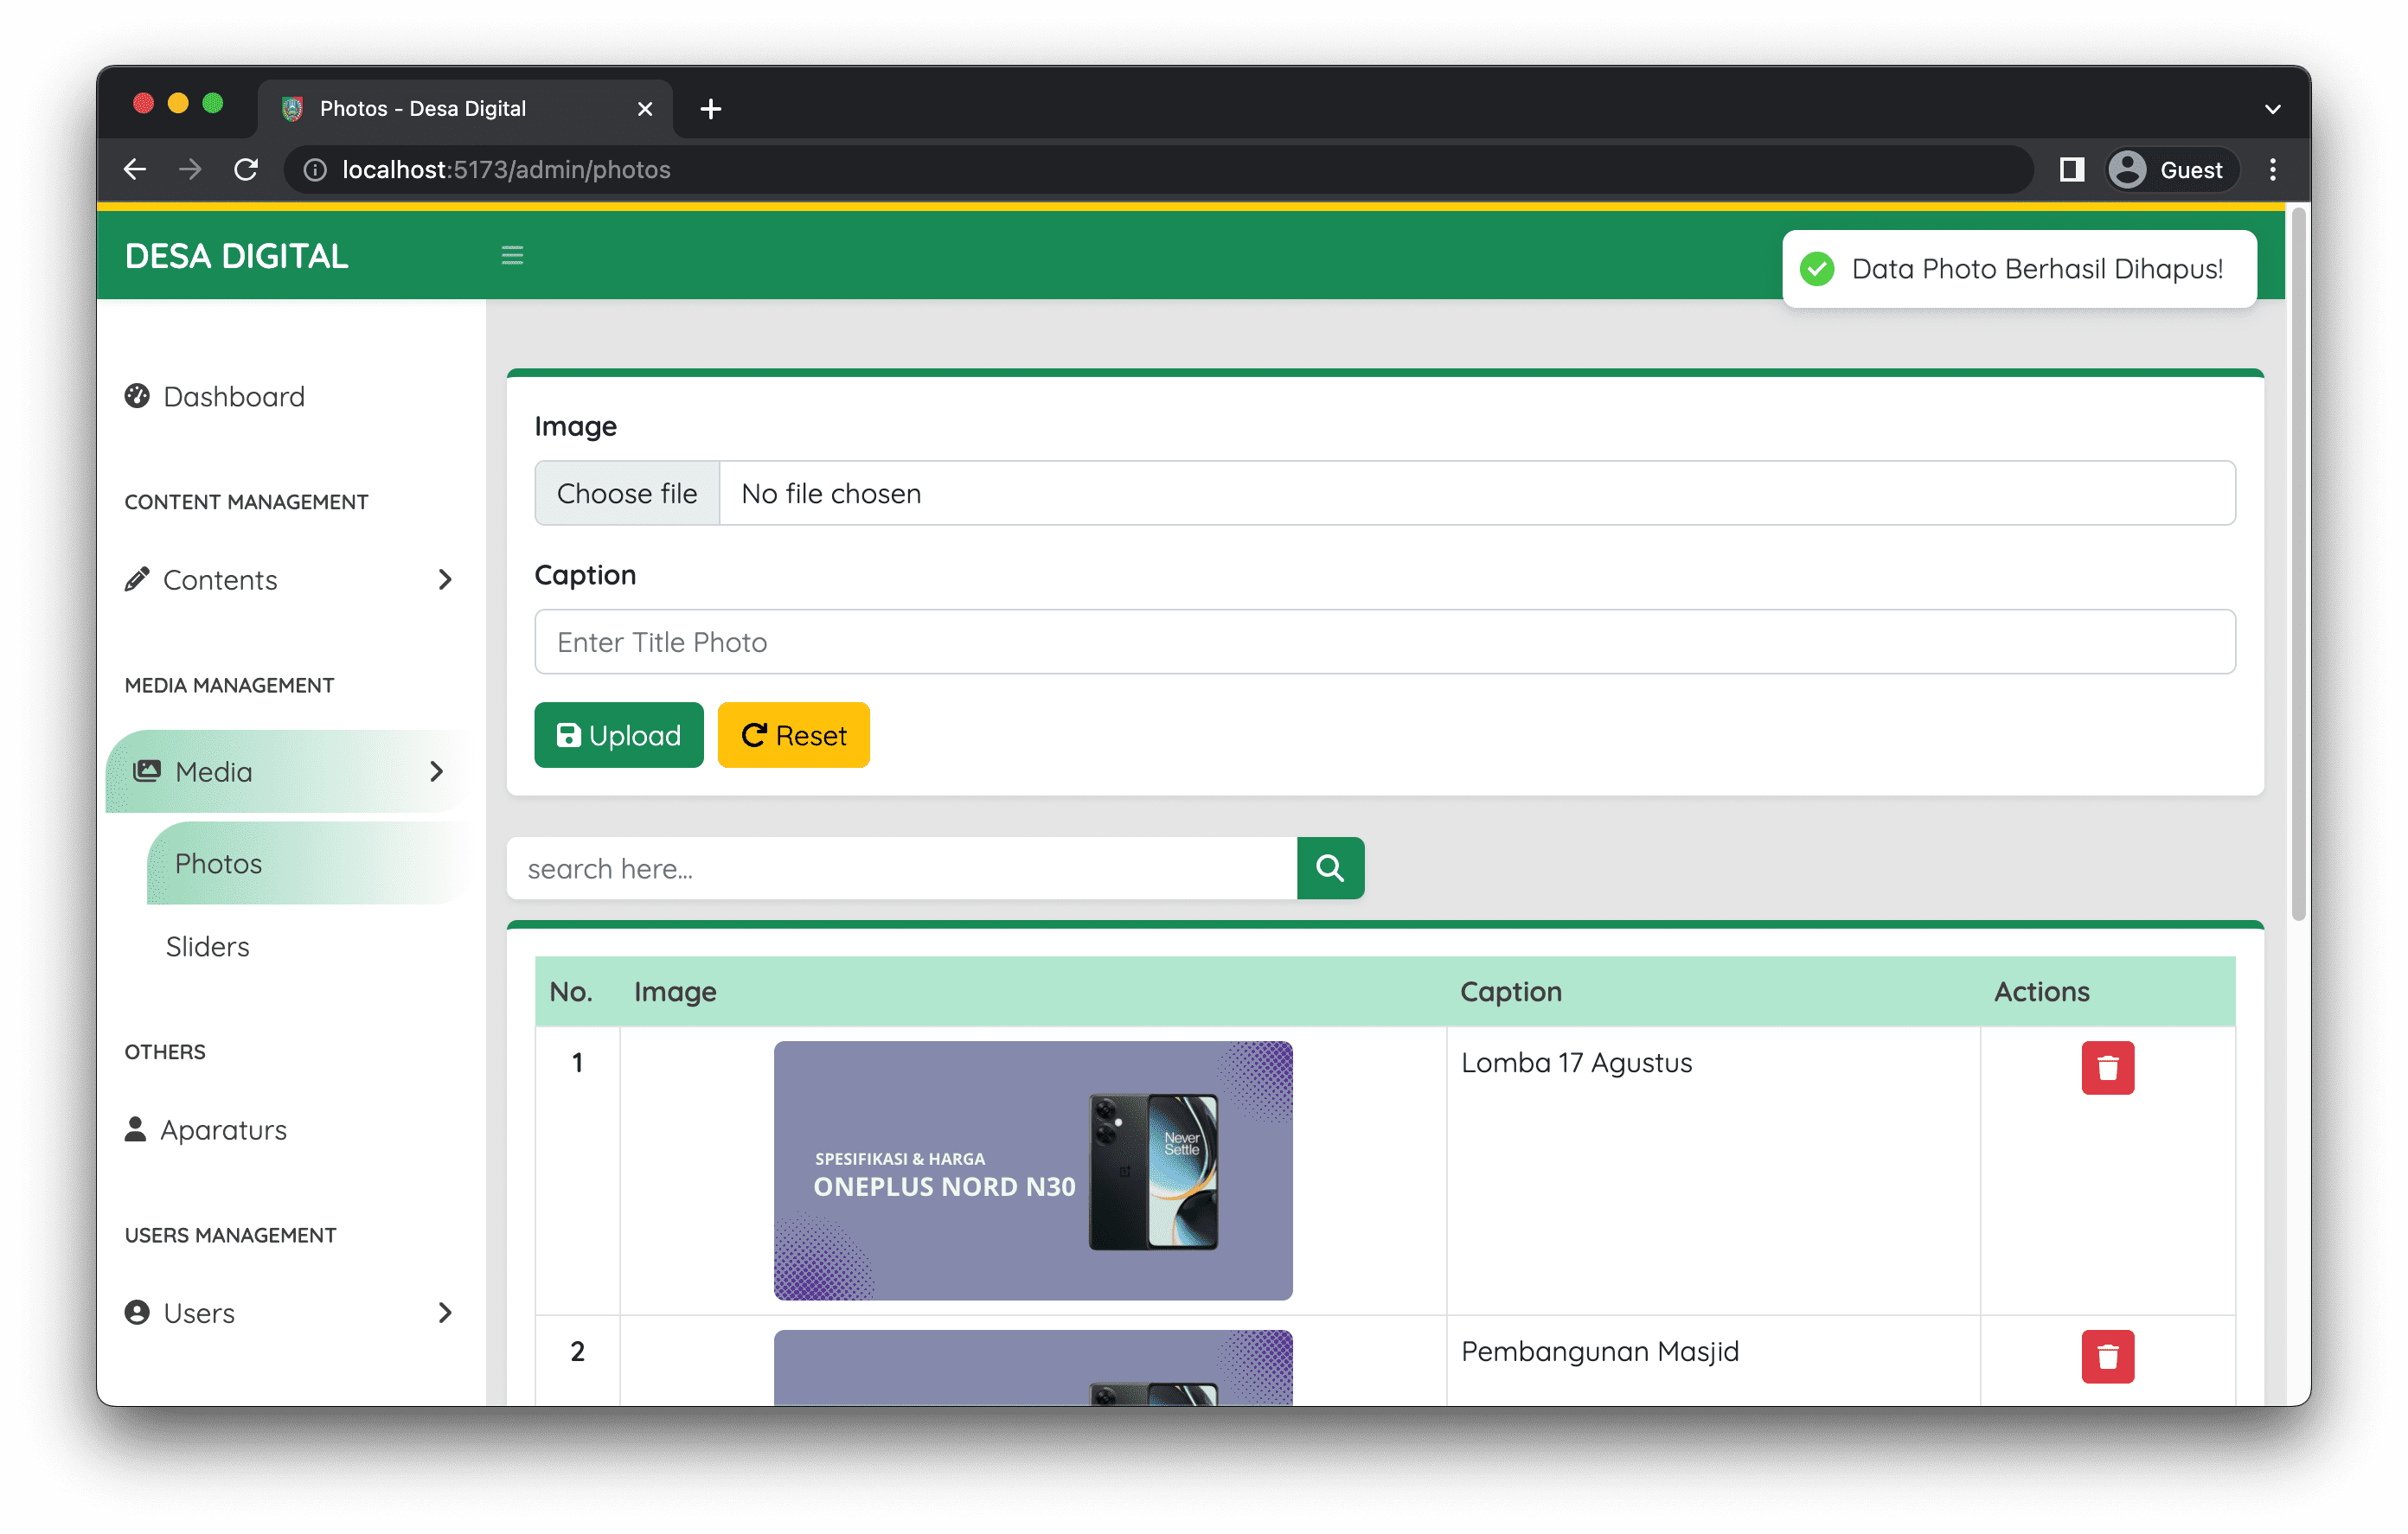 Photos - Desa Digital
localhost:5173/admin/photos
Guest
DESA DIGITAL
Data Photo Berhasil Dihapus!
Dashboard
CONTENT MANAGEMENT
Contents
MEDIA MANAGEMENT
Media
Photos
Sliders
OTHERS
Aparaturs
USERS MANAGEMENT
Users
Image
Choose file No file chosen
Caption
Enter Title Photo
Upload Reset
search here...
No. Image Caption Actions
1 Lomba 17 Agustus
SPESIFIKASI & HARGA
ONEPLUS NORD N30
Never
Settle
2 Pembangunan Masjid